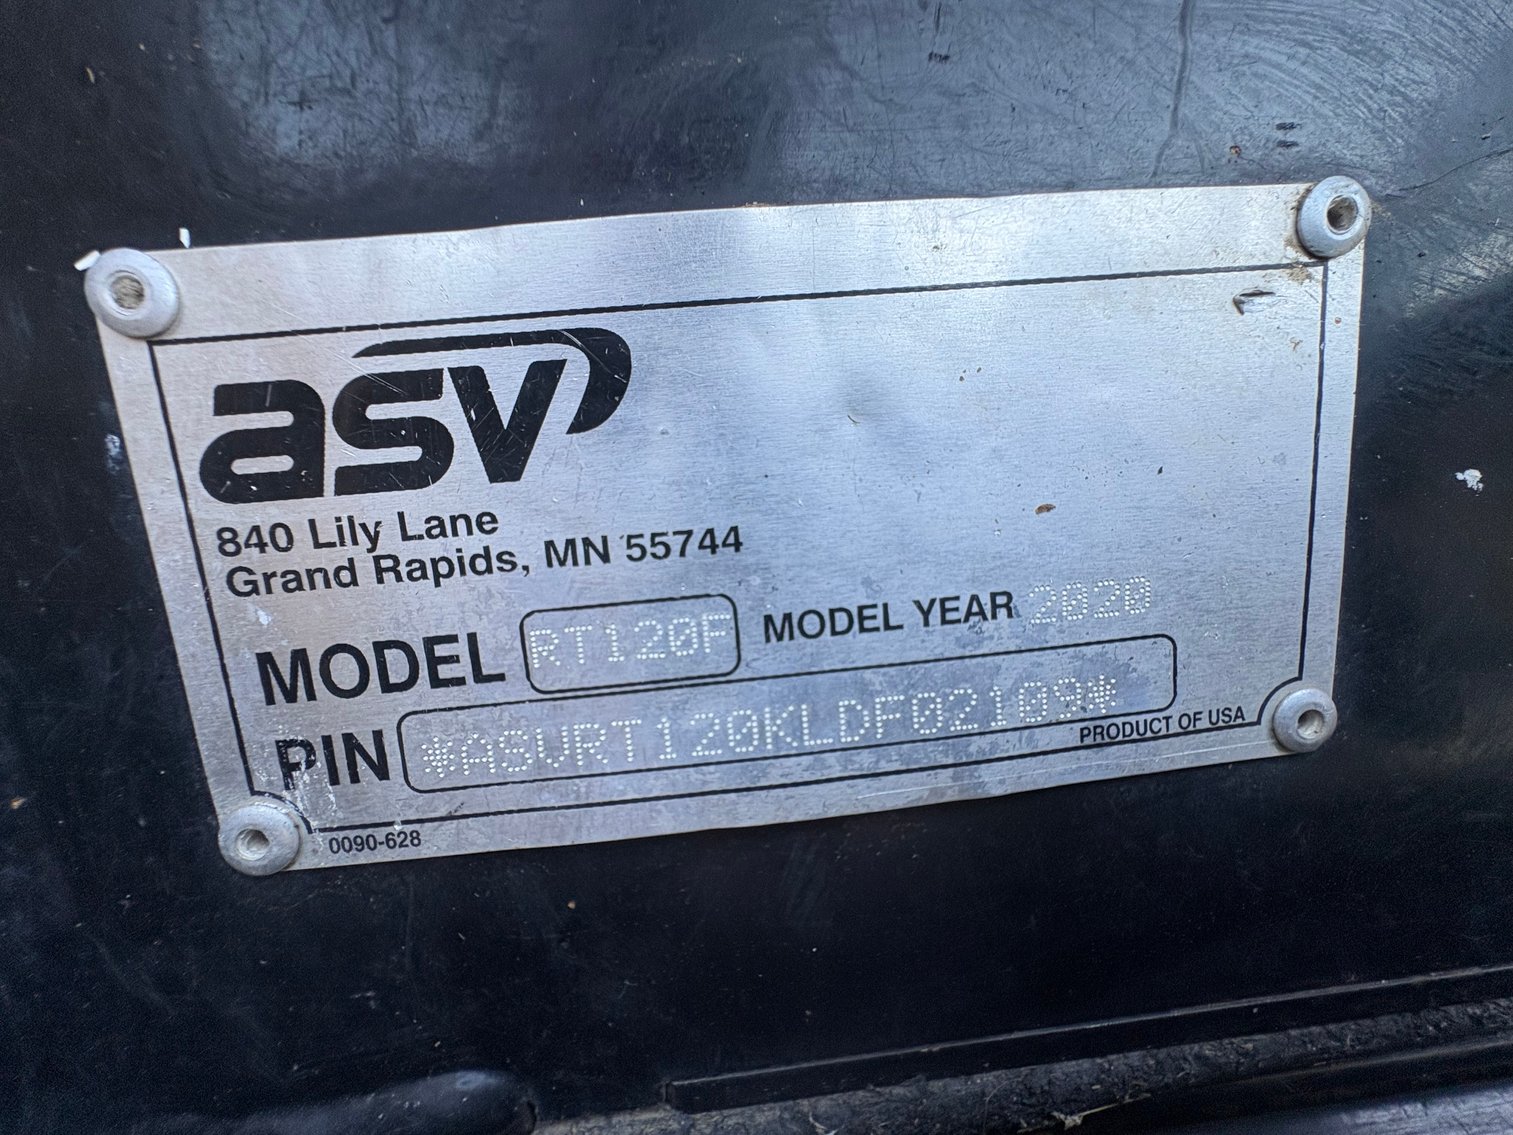 asv
840 Lily Lane
Grand Rapids, MN 55744
MODEL RT120F MODEL YEAR 2020
PIN *ASVRT120KLDF02109*
PRODUCT OF USA
0090-628